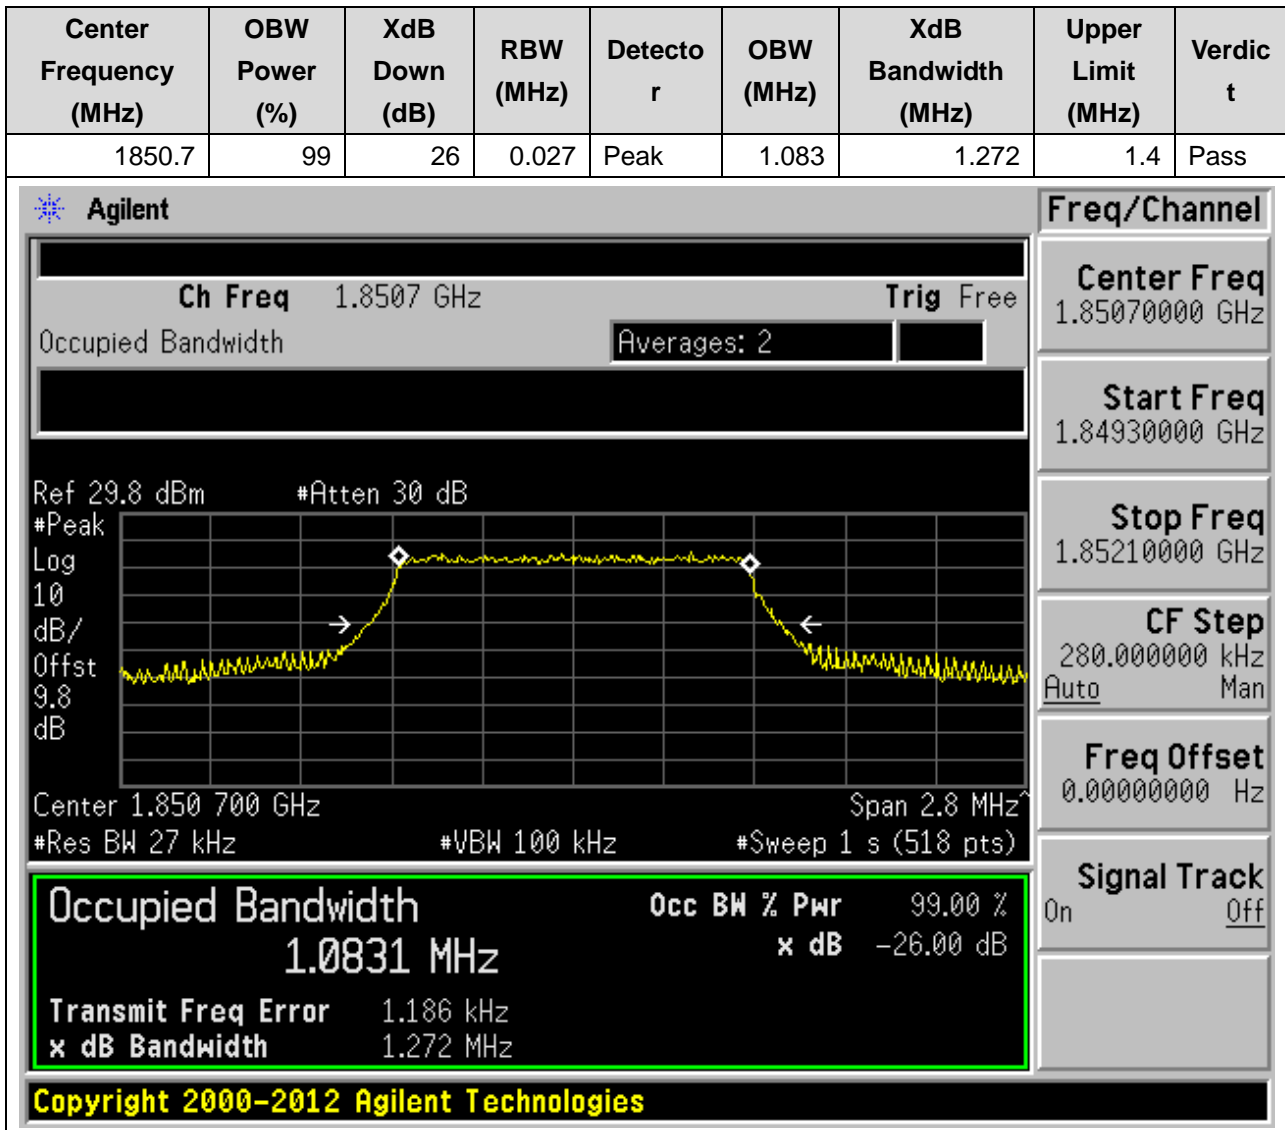 Center Frequency (MHz) OBW Power (%) XdB Down (dB) RBW (MHz) Detecto r OBW (MHz) XdB Bandwidth (MHz) Upper Limit (MHz) Verdic t
1850.7 99 26 0.027 Peak 1.083 1.272 1.4 Pass
Agilent
Freq/Channel
Ch Freq 1.8507 GHz Trig Free
Occupied Bandwidth Averages: 2
Center Freq
1.85070000 GHz
Start Freq
1.84930000 GHz
Stop Freq
1.85210000 GHz
CF Step
280.000000 kHz
Auto Man
Freq Offset
0.00000000 Hz
Signal Track
On Off
Ref 29.8 dBm #Atten 30 dB
#Peak
Log
10
dB/
Offst
9.8
dB
Center 1.850 700 GHz Span 2.8 MHz^
#Res BW 27 kHz #VBW 100 kHz #Sweep 1 s (518 pts)
Occupied Bandwidth Occ BW % Pwr 99.00 %
1.0831 MHz x dB -26.00 dB
Transmit Freq Error 1.186 kHz
x dB Bandwidth 1.272 MHz
Copyright 2000-2012 Agilent Technologies